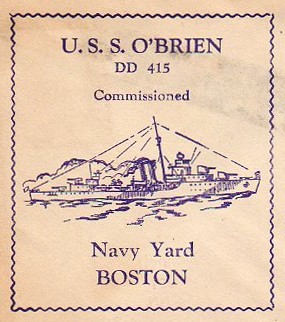 U. S. S. O'BRIEN
DD 415
Commissioned
Navy Yard
BOSTON